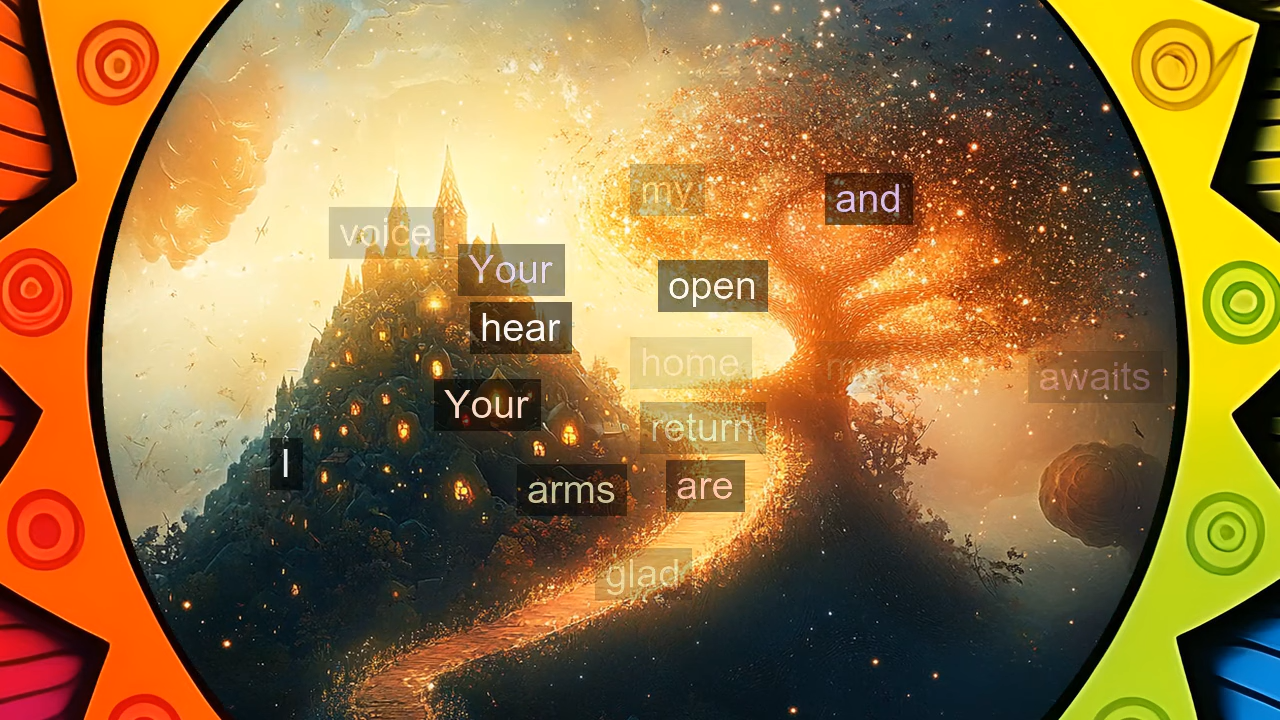 my
and
voice
Your
open
hear
home
awaits
Your
return
I
arms
are
glad